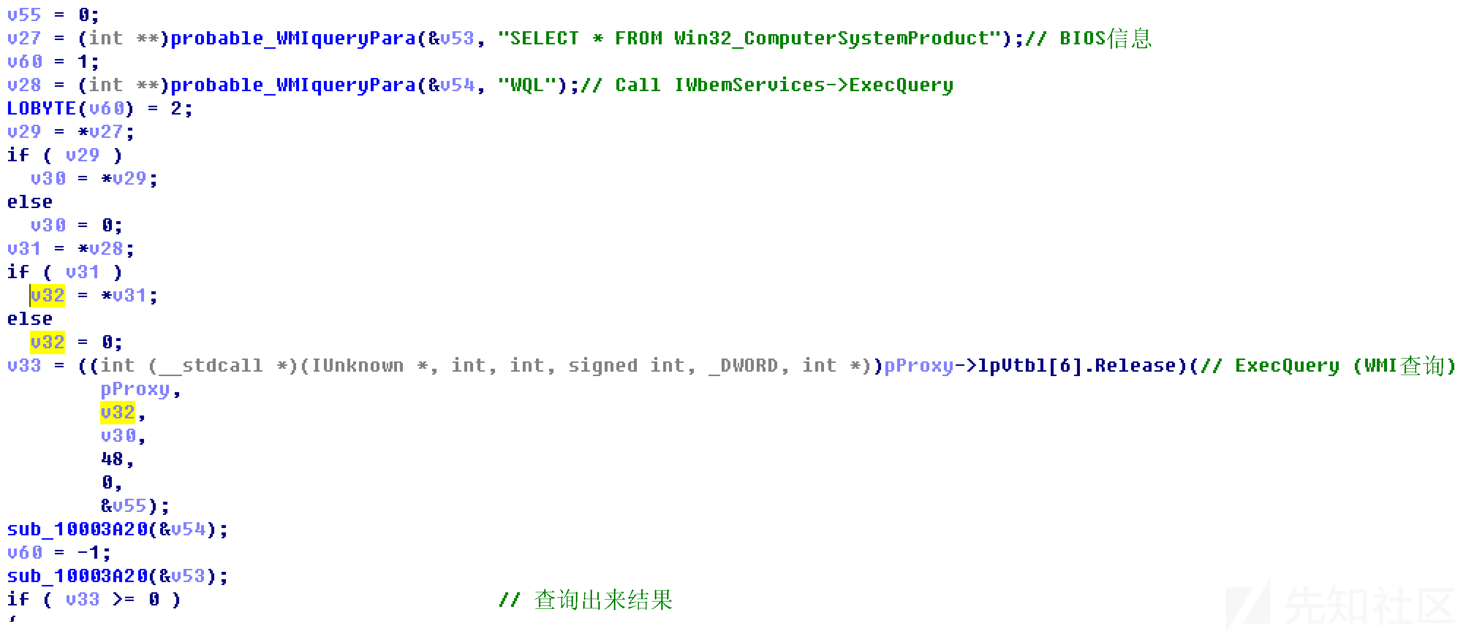 v55 = 0;
v27 = (int **)probable_WMIqueryPara(&v53, "SELECT * FROM Win32_ComputerSystemProduct");// BIOS信息
v60 = 1;
v28 = (int **)probable_WMIqueryPara(&v54, "WQL");// Call IWbemServices->ExecQuery
LOBYTE(v60) = 2;
v29 = *v27;
if ( v29 )
  v30 = *v29;
else
  v30 = 0;
v31 = *v28;
if ( v31 )
  v32 = *v31;
else
  v32 = 0;
v33 = ((int (__stdcall *)(IUnknown *, int, int, signed int, _DWORD, int *))pProxy->lpVtbl[6].Release)(// ExecQuery (WMI查询)
        pProxy,
        v32,
        v30,
        48,
        0,
        &v55);
sub_10003A20(&v54);
v60 = -1;
sub_10003A20(&v53);
if ( v33 >= 0 )                           // 查询出来结果
{
先知社区